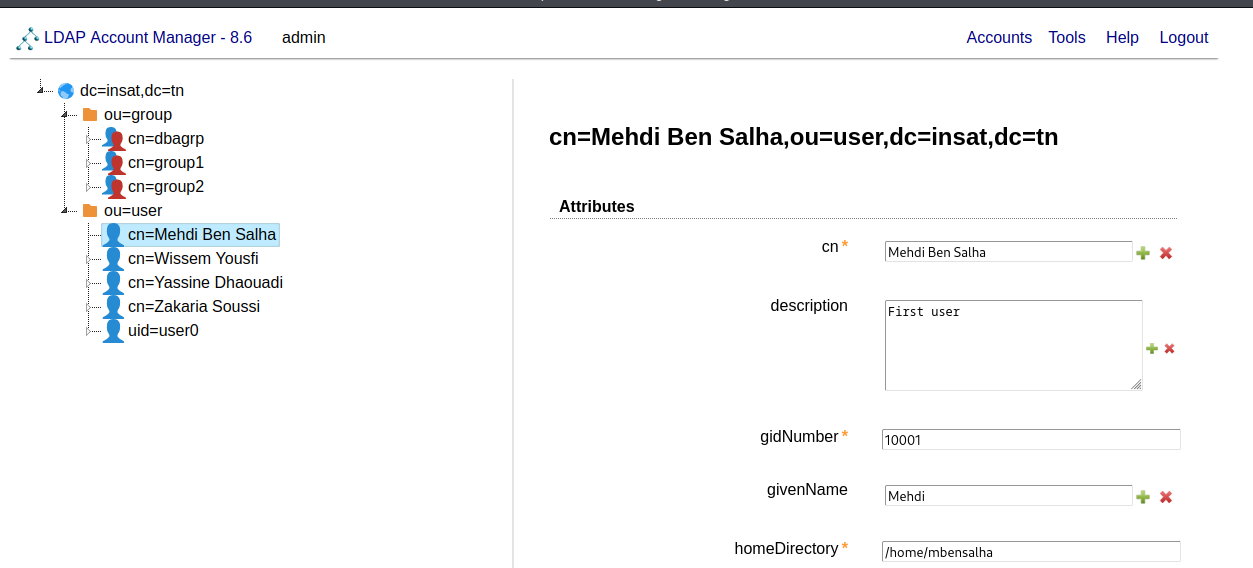 LDAP Account Manager - 8.6 admin Accounts Tools Help Logout
dc=insat,dc=tn
ou=group
cn=dbagrp
cn=group1
cn=group2
ou=user
cn=Mehdi Ben Salha
cn=Wissem Yousfi
cn=Yassine Dhaouadi
cn=Zakaria Soussi
uid=user0
cn=Mehdi Ben Salha,ou=user,dc=insat,dc=tn
Attributes
cn* Mehdi Ben Salha
description First user
gidNumber* 10001
givenName Mehdi
homeDirectory* /home/mbensalha